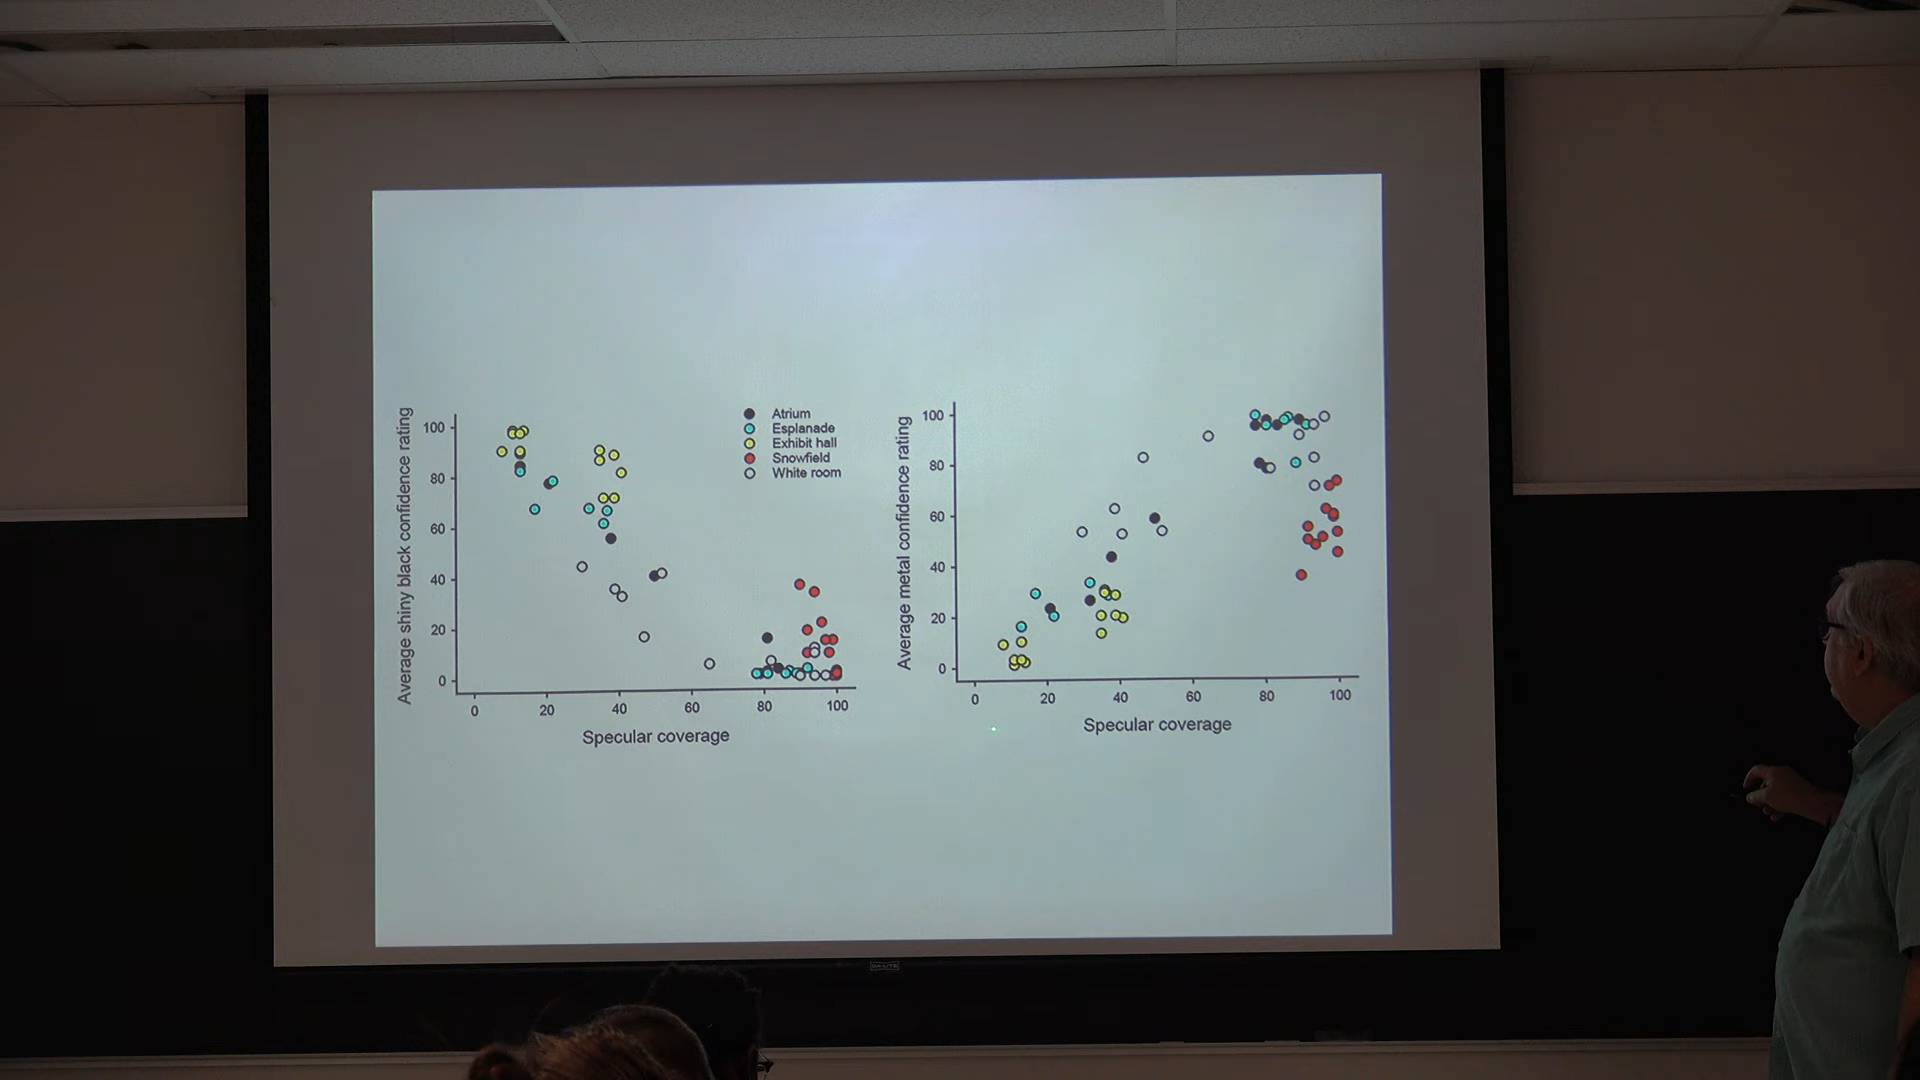 Average shiny black confidence rating
100
80
60
40
20
0
0 20 40 60 80 100
Specular coverage
Atrium
Esplanade
Exhibit hall
Snowfield
White room
Average metal confidence rating
100
80
60
40
20
0
0 20 40 60 80 100
Specular coverage
DA-LITE